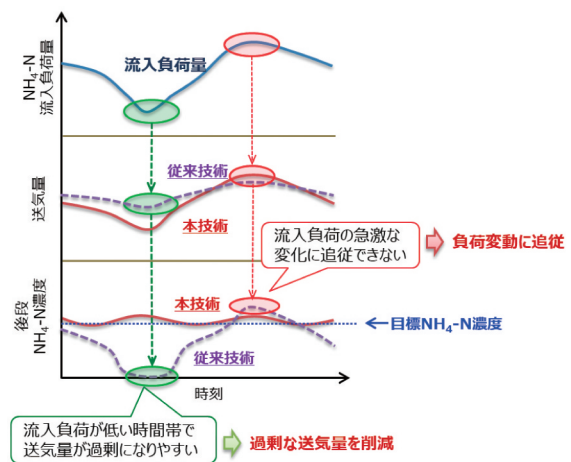 NH₄-N
流入負荷量
流入負荷量
送気量
従来技術
本技術
流入負荷の急激な
変化に追従できない
負荷変動に追従
後段
NH₄-N濃度
本技術
目標NH₄-N濃度
従来技術
時刻
流入負荷が低い時間帯で
送気量が過剰になりやすい
過剰な送気量を削減